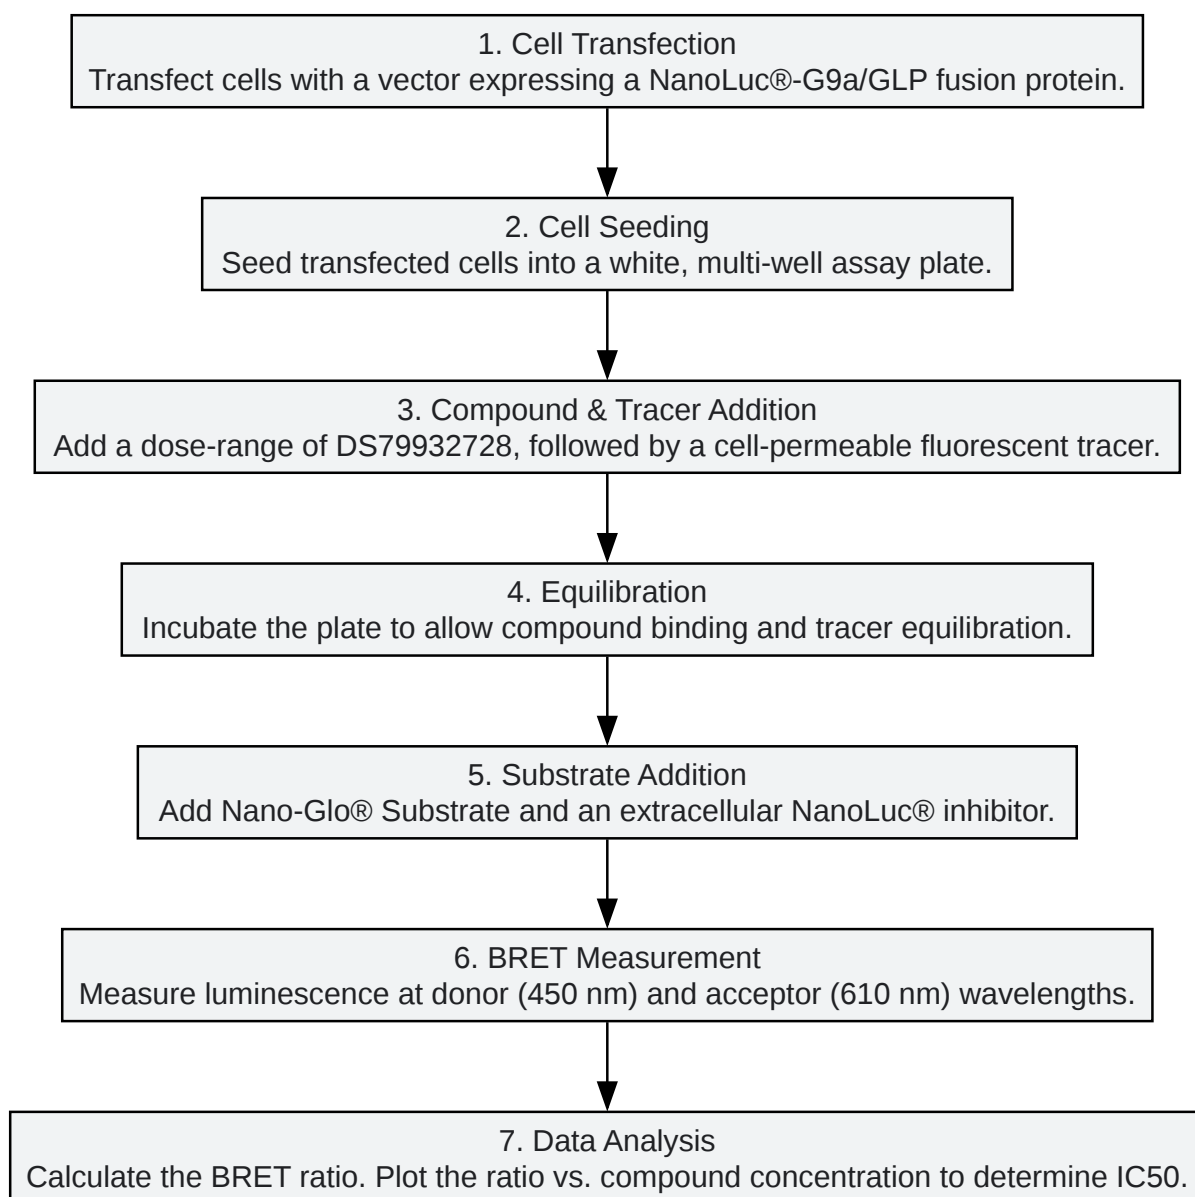 1. Cell Transfection
Transfect cells with a vector expressing a NanoLuc®-G9a/GLP fusion protein.
2. Cell Seeding
Seed transfected cells into a white, multi-well assay plate.
3. Compound & Tracer Addition
Add a dose-range of DS79932728, followed by a cell-permeable fluorescent tracer.
4. Equilibration
Incubate the plate to allow compound binding and tracer equilibration.
5. Substrate Addition
Add Nano-Glo® Substrate and an extracellular NanoLuc® inhibitor.
6. BRET Measurement
Measure luminescence at donor (450 nm) and acceptor (610 nm) wavelengths.
7. Data Analysis
Calculate the BRET ratio. Plot the ratio vs. compound concentration to determine IC50.